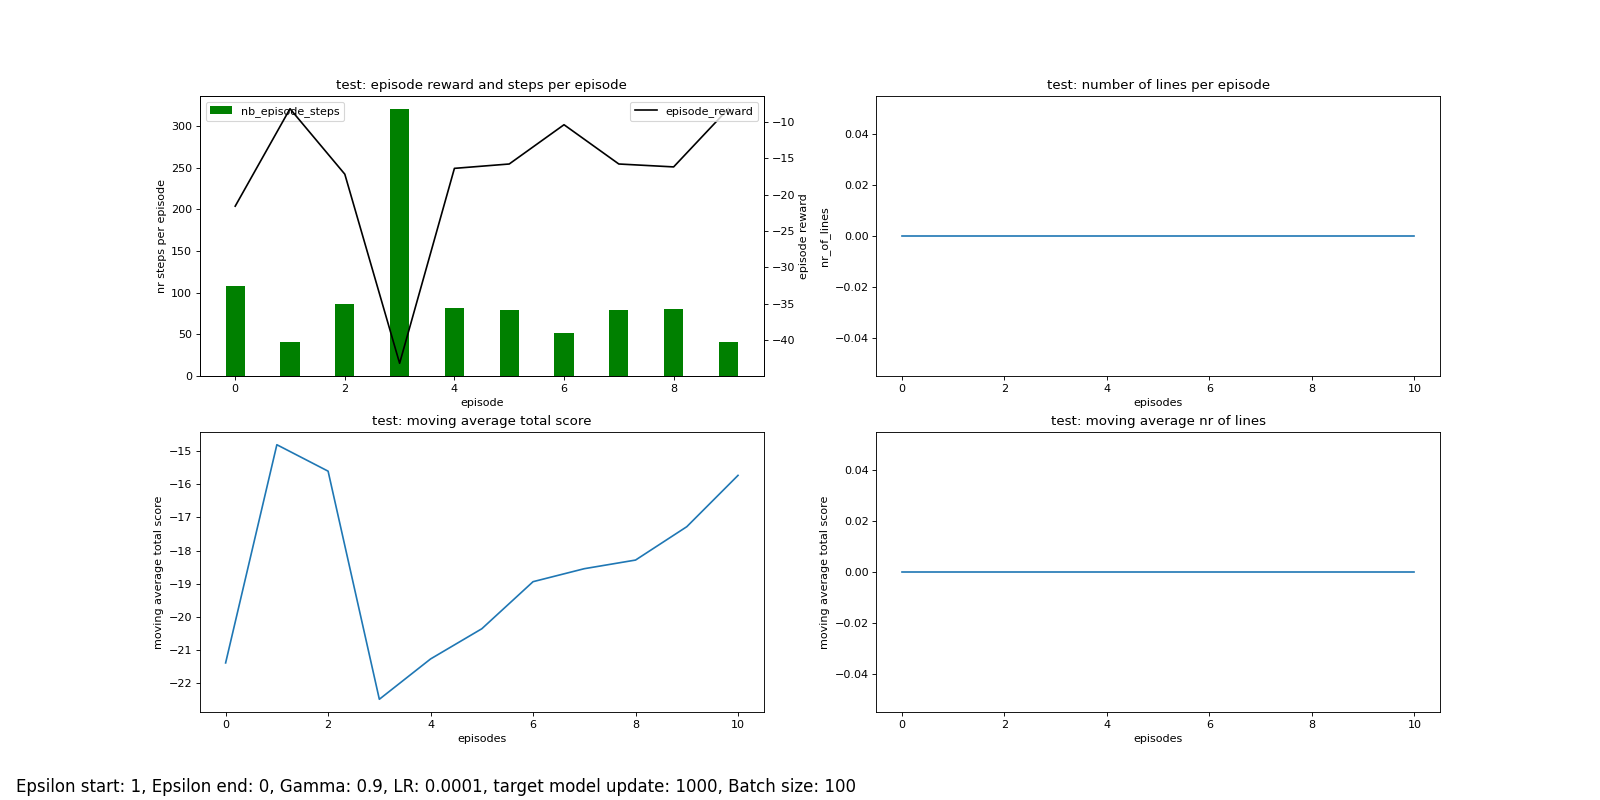 test: episode reward and steps per episode
nb_episode_steps
episode_reward
300
250
200
150
100
50
0
nr steps per episode
−10
−15
−20
−25
−30
−35
−40
episode reward
0 2 4 6 8
episode
test: number of lines per episode
0.04
0.02
0.00
−0.02
−0.04
nr_of_lines
0 2 4 6 8 10
episodes
test: moving average total score
−15
−16
−17
−18
−19
−20
−21
−22
moving average total score
0 2 4 6 8 10
episodes
test: moving average nr of lines
0.04
0.02
0.00
−0.02
−0.04
moving average total score
0 2 4 6 8 10
episodes
Epsilon start: 1, Epsilon end: 0, Gamma: 0.9, LR: 0.0001, target model update: 1000, Batch size: 100